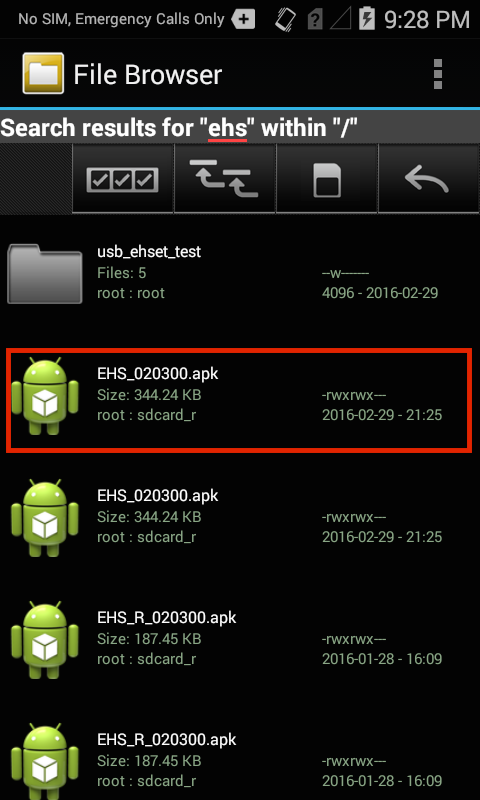 No SIM, Emergency Calls Only 9:28 PM
File Browser
Search results for "ehs" within "/"
usb_ehset_test
Files: 5 --w-------
root : root 4096 - 2016-02-29
EHS_020300.apk
Size: 344.24 KB -rwxrwx---
root : sdcard_r 2016-02-29 - 21:25
EHS_020300.apk
Size: 344.24 KB -rwxrwx---
root : sdcard_r 2016-02-29 - 21:25
EHS_R_020300.apk
Size: 187.45 KB -rwxrwx---
root : sdcard_r 2016-01-28 - 16:09
EHS_R_020300.apk
Size: 187.45 KB -rwxrwx---
root : sdcard_r 2016-01-28 - 16:09